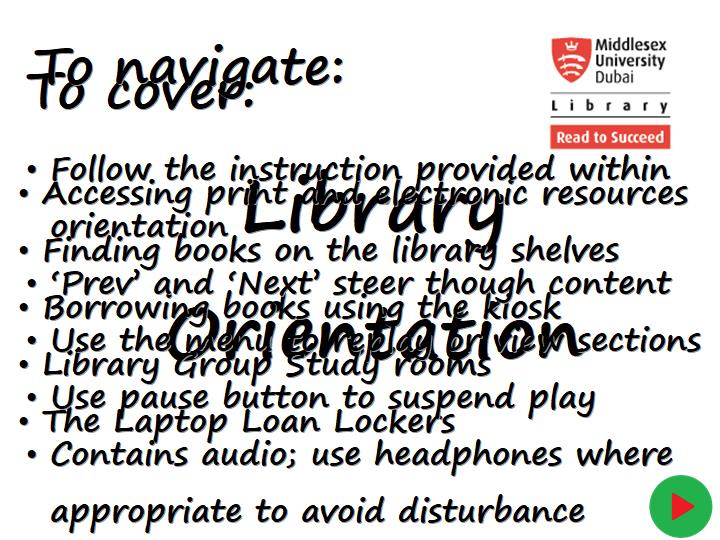 To navigate:
To cover:
Middlesex
University
Dubai
Library
Read to Succeed
• Follow the instruction provided within
• Accessing print and electronic resources
Library
orientation
• Finding books on the library shelves
• ‘Prev’ and ‘Next’ steer though content
• Borrowing books using the kiosk
Orientation
• Use the menu to replay or view sections
• Library Group Study rooms
• Use pause button to suspend play
• The Laptop Loan Lockers
• Contains audio; use headphones where
appropriate to avoid disturbance